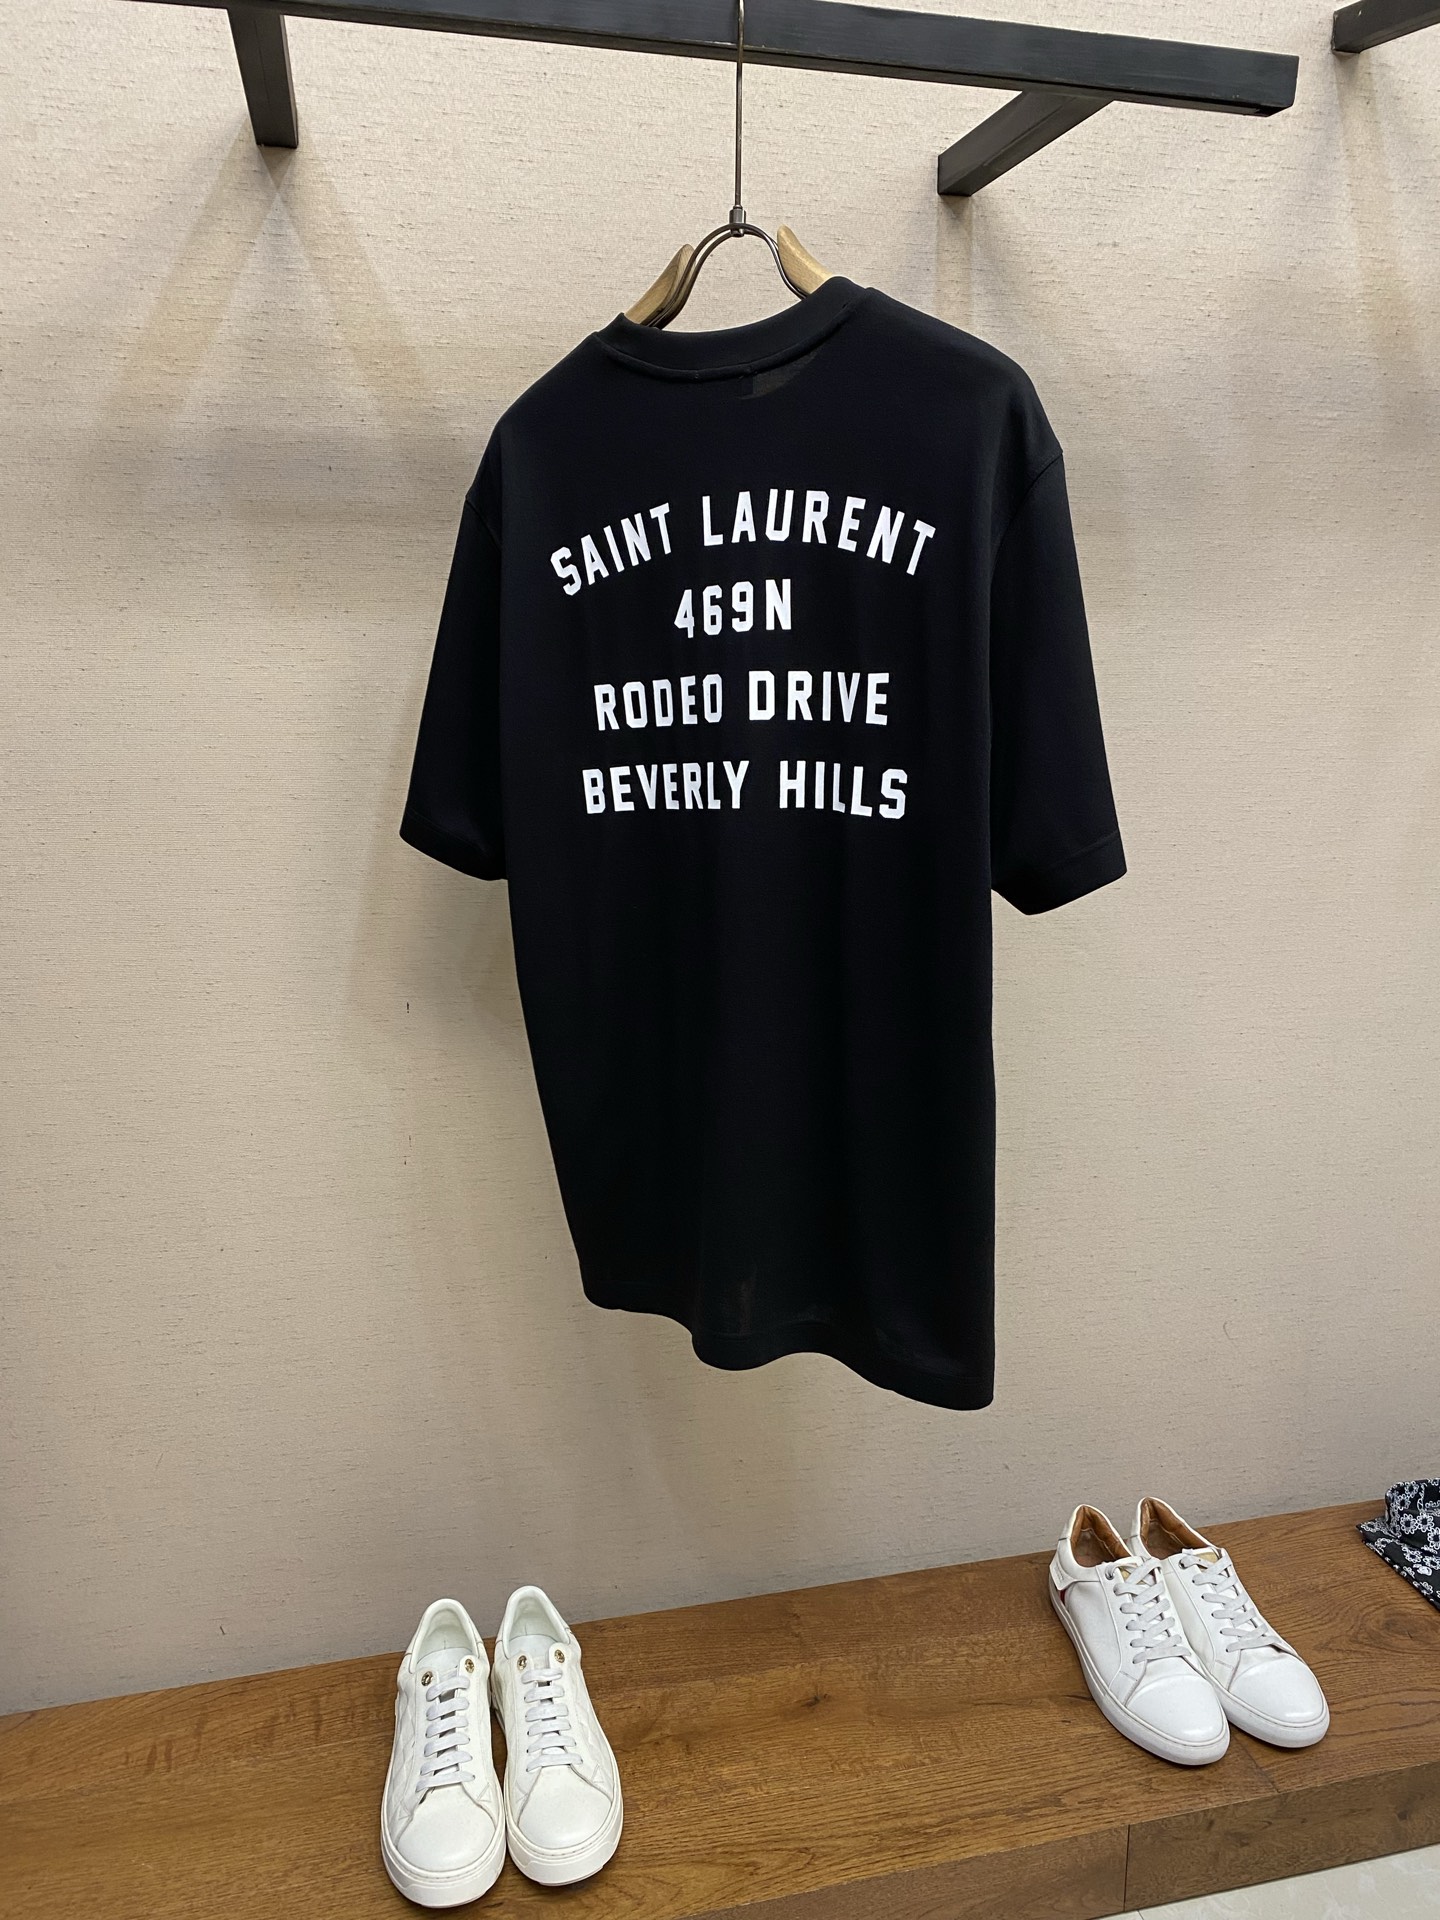 SAINT LAURENT
469N
RODEO DRIVE
BEVERLY HILLS